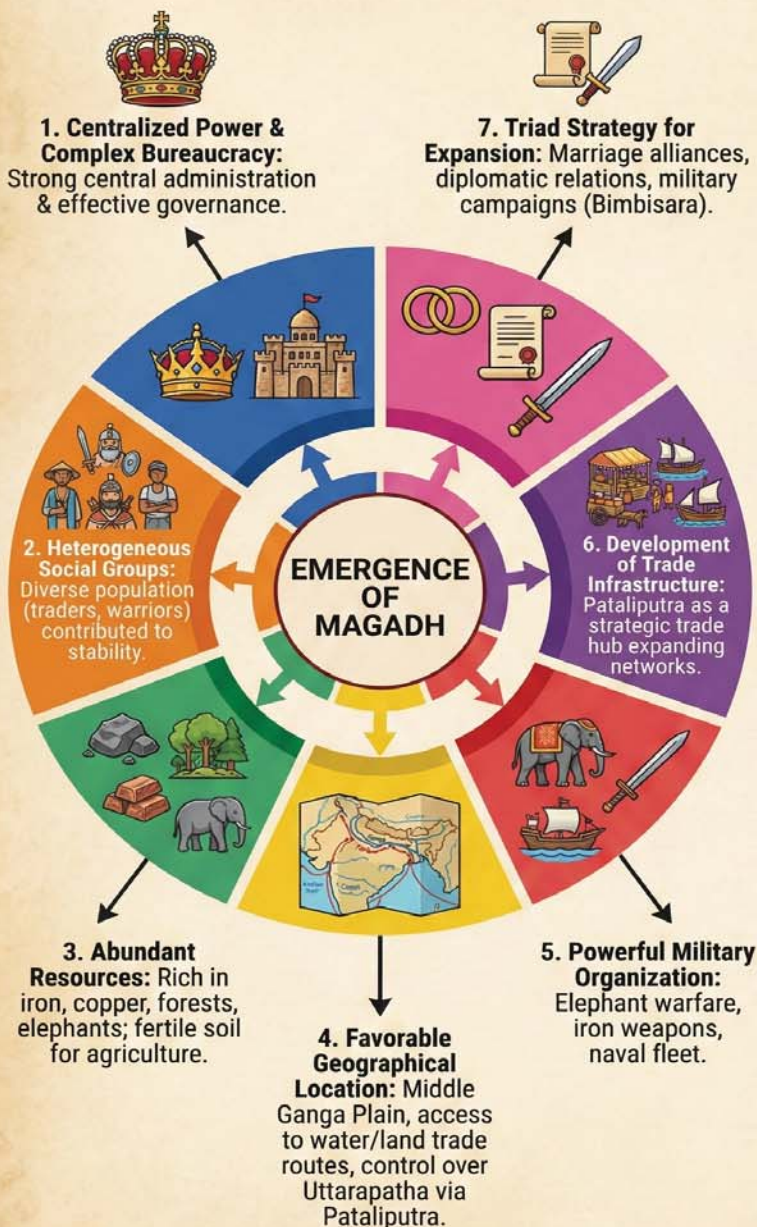 1. Centralized Power &
Complex Bureaucracy:
Strong central administration
& effective governance.
7. Triad Strategy for
Expansion: Marriage alliances,
diplomatic relations, military
campaigns (Bimbisara).
EMERGENCE
OF
MAGADH
2. Heterogeneous
Social Groups:
Diverse population
(traders, warriors)
contributed to
stability.
6. Development
of Trade
Infrastructure:
Pataliputra as a
strategic trade
hub expanding
networks.
3. Abundant
Resources: Rich in
iron, copper, forests,
elephants; fertile soil
for agriculture.
4. Favorable
Geographical
Location: Middle
Ganga Plain, access
to water/land trade
routes, control over
Uttarapatha via
Pataliputra.
5. Powerful Military
Organization:
Elephant warfare,
iron weapons,
naval fleet.